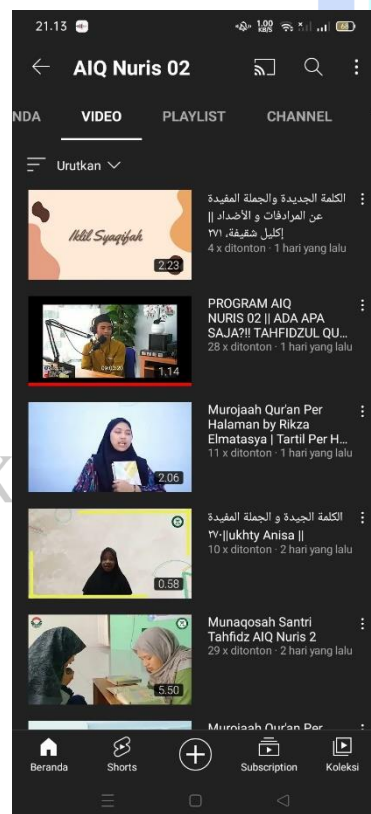 21.13
1.00 KB/S
AIQ Nuris 02
NDA VIDEO PLAYLIST CHANNEL
Urutkan
Iklil Syaqifah
2.23
الكلمة الجديدة والجملة المفيدة
عن المرادفات و الأضداد ||
إكليل شقيفة، ٢٧١
4 x ditonton · 1 hari yang lalu
1.14
PROGRAM AIQ
NURIS 02 || ADA APA
SAJA?!! TAHFIDZUL QU...
28 x ditonton · 1 hari yang lalu
2.06
Murojaah Qur'an Per
Halaman by Rikza
Elmatasya | Tartil Per H...
11 x ditonton · 1 hari yang lalu
0.58
الكلمة الجيدة و الجملة المفيدة
٢٧٠||ukhty Anisa ||
10 x ditonton · 2 hari yang lalu
5.50
Munaqosah Santri
Tahfidz AIQ Nuris 2
29 x ditonton · 2 hari yang lalu
Murojaah Qur'an Per
Beranda Shorts Subscription Koleksi